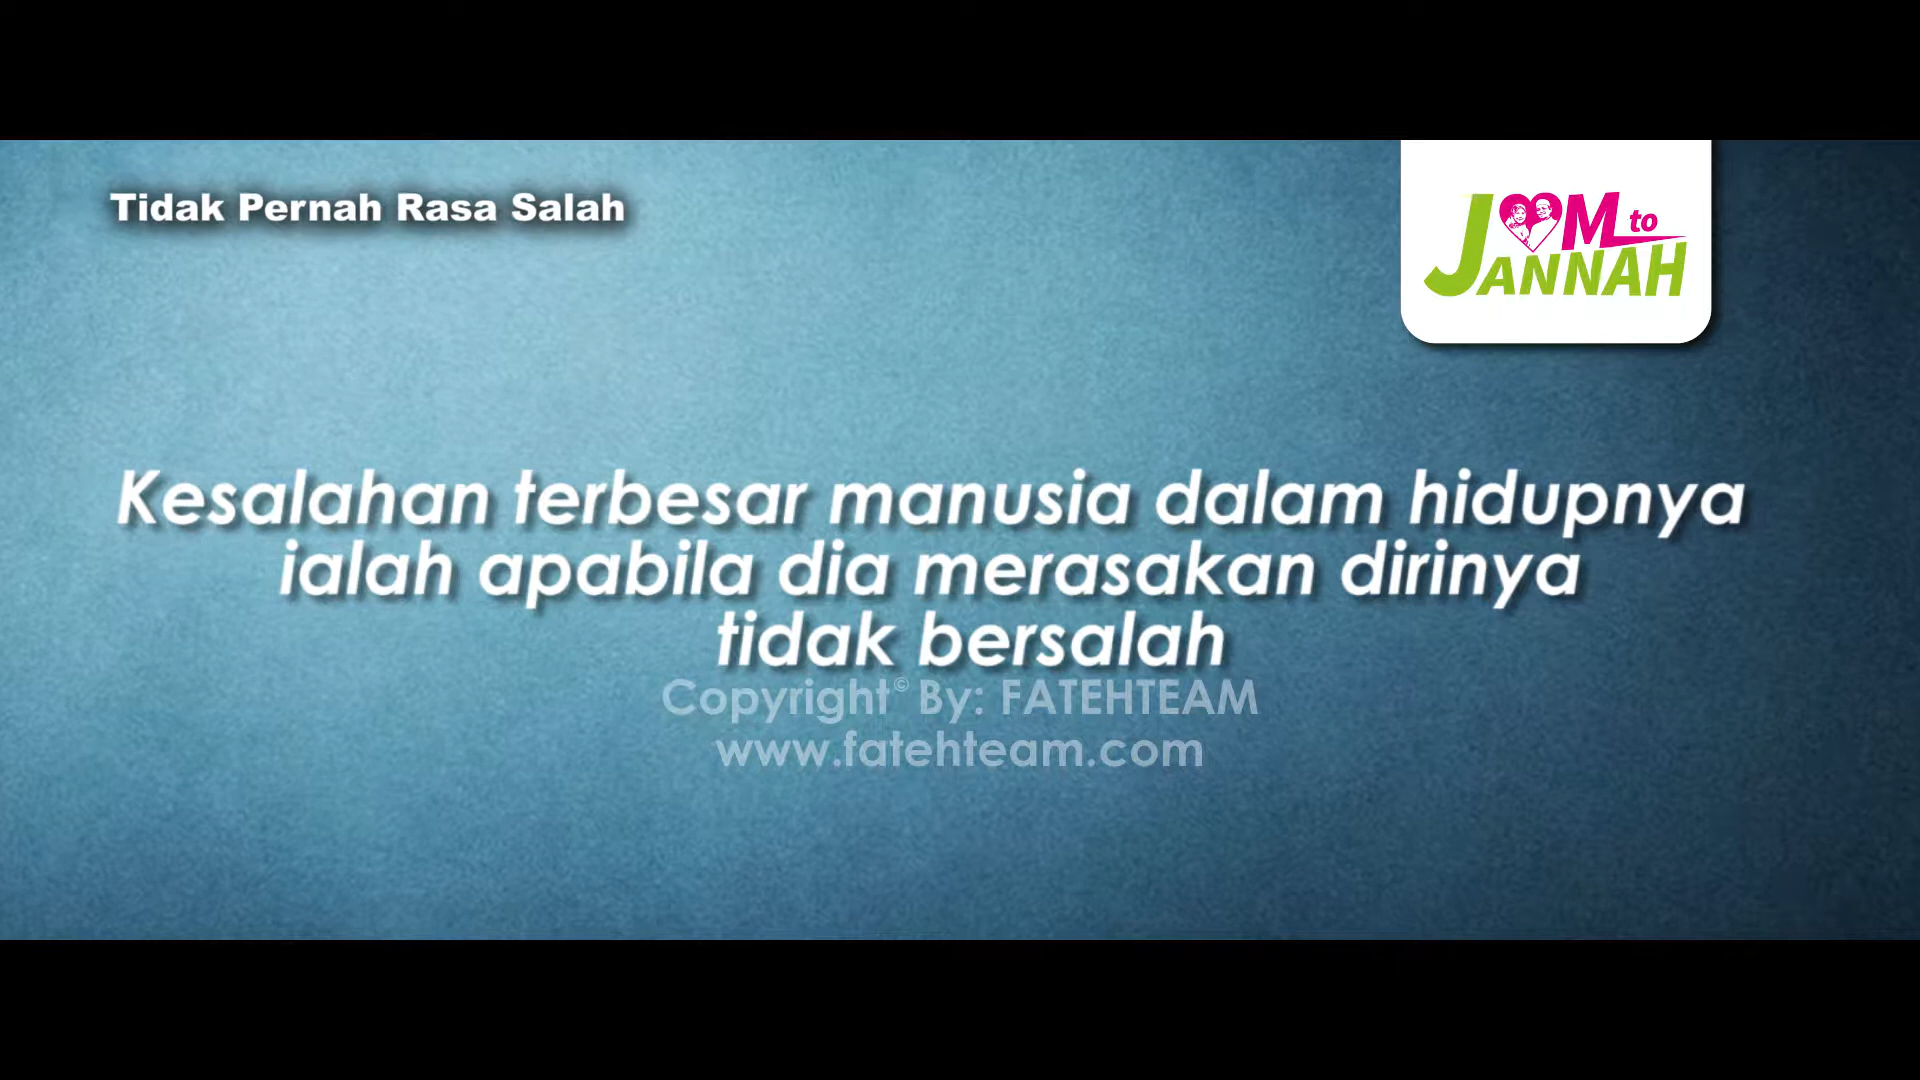 Tidak Pernah Rasa Salah
JOM to
JANNAH
Kesalahan terbesar manusia dalam hidupnya
ialah apabila dia merasakan dirinya
tidak bersalah
Copyright© By: FATEHTEAM
www.fatehteam.com